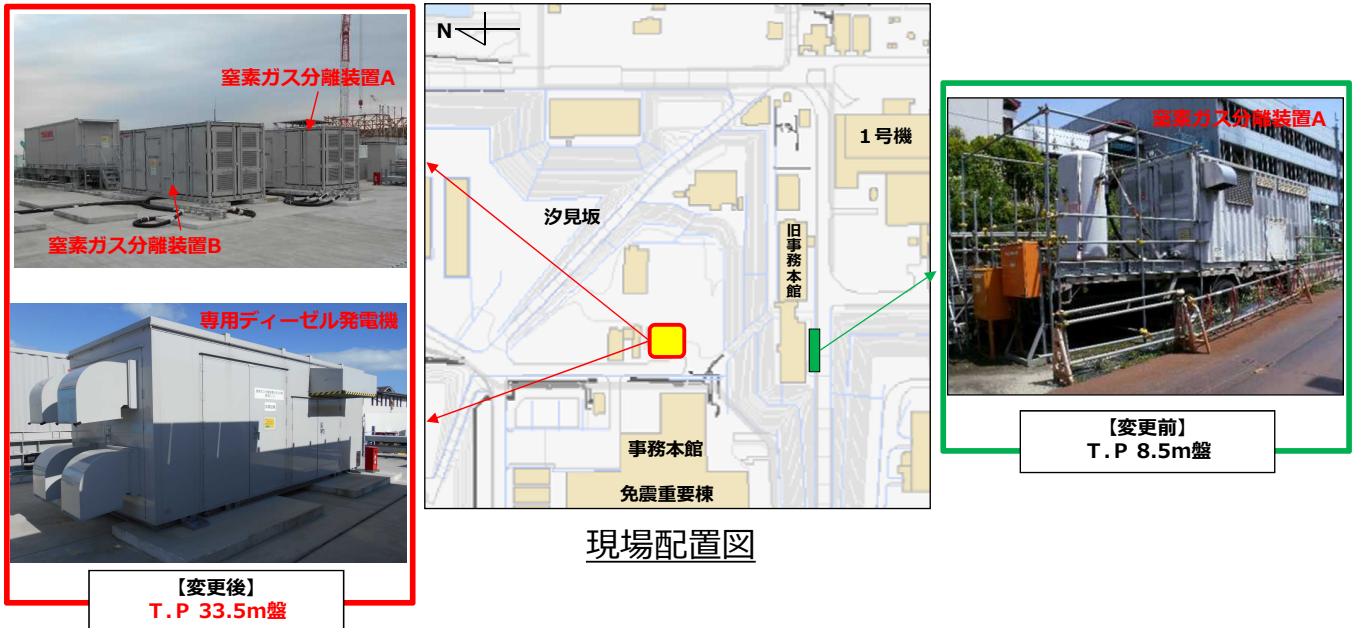 窒素ガス分離装置A
窒素ガス分離装置B
専用ディーゼル発電機
【変更後】
T.P 33.5m盤
N
1号機
汐見坂
旧事務本館
事務本館
免震重要棟
現場配置図
窒素ガス分離装置A
【変更前】
T.P 8.5m盤